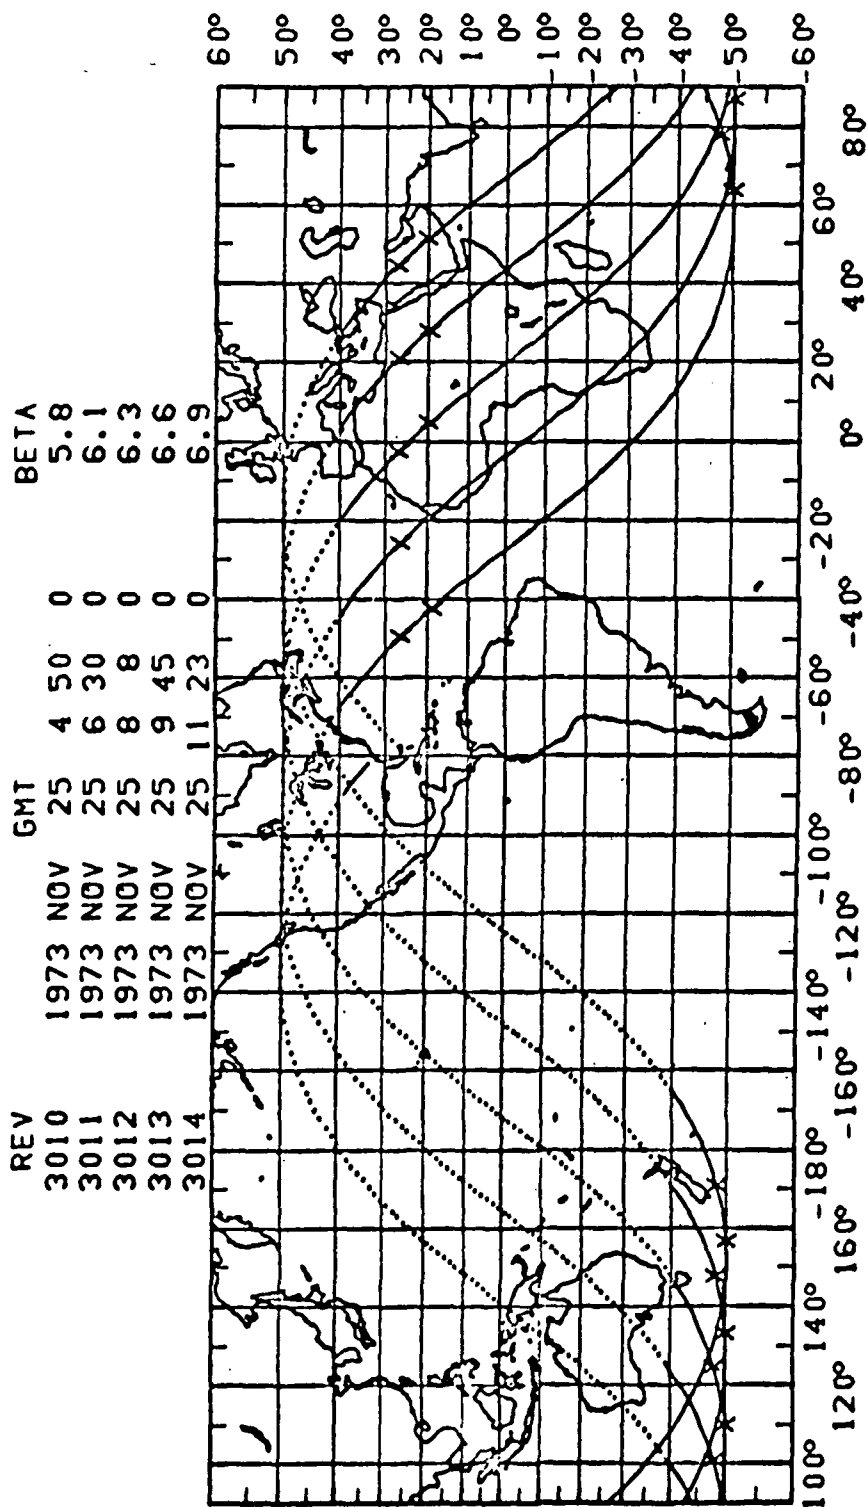 REV GMT BETA
3010 1973 NOV 25 4 50 0 5.8
3011 1973 NOV 25 6 30 0 6.1
3012 1973 NOV 25 8 8 0 6.3
3013 1973 NOV 25 9 45 0 6.6
3014 1973 NOV 25 11 23 0 6.9
60°
50°
40°
30°
20°
10°
0°
-10°
-20°
-30°
-40°
-50°
-60°
100° 120° 140° 160° -180° -160° -140° -120° -100° -80° -60° -40° -20° 0° 20° 40° 60° 80°